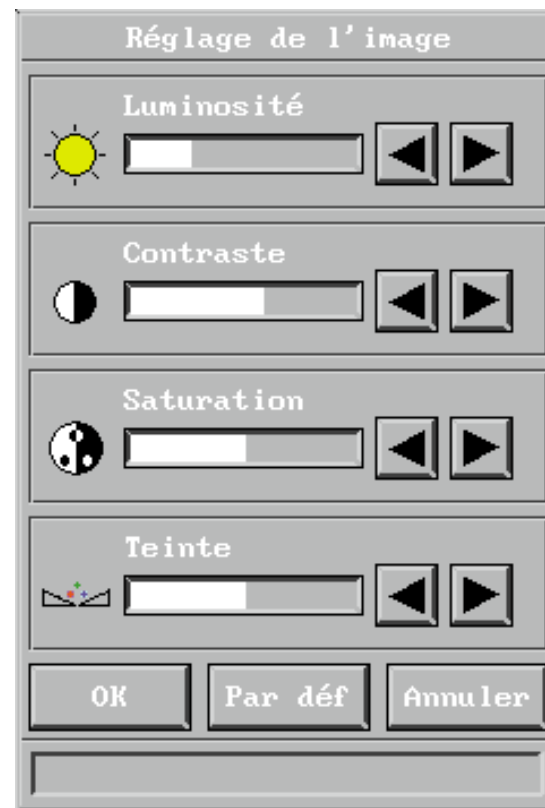 Réglage de l'image
Luminosité
Contraste
Saturation
Teinte
OK Par déf Annuler